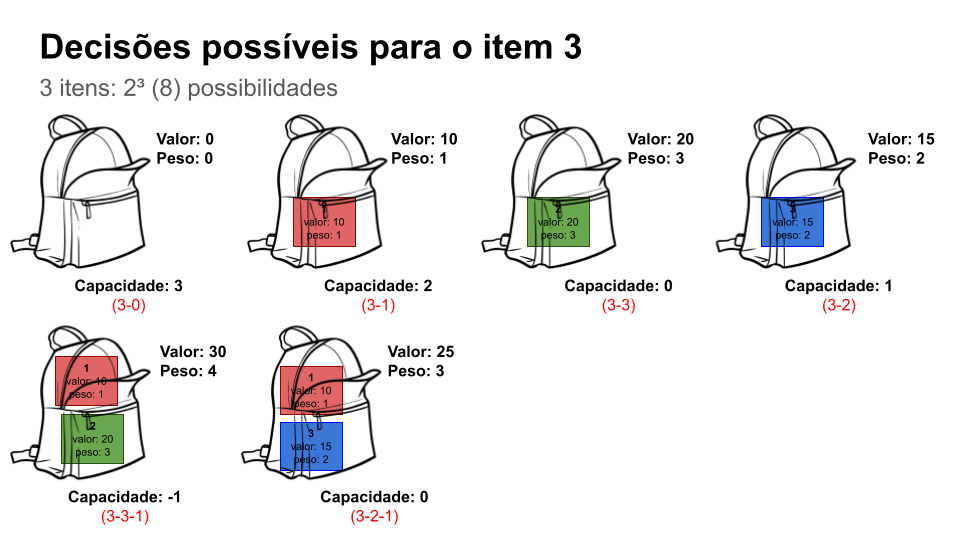 Decisões possíveis para o item 3
3 itens: 2³ (8) possibilidades
Valor: 0
Peso: 0
Capacidade: 3
(3-0)
Valor: 10
Peso: 1
1
valor: 10
peso: 1
Capacidade: 2
(3-1)
Valor: 20
Peso: 3
2
valor: 20
peso: 3
Capacidade: 0
(3-3)
Valor: 15
Peso: 2
3
valor: 15
peso: 2
Capacidade: 1
(3-2)
Valor: 30
Peso: 4
1
valor: 10
peso: 1
2
valor: 20
peso: 3
Capacidade: -1
(3-3-1)
Valor: 25
Peso: 3
1
valor: 10
peso: 1
3
valor: 15
peso: 2
Capacidade: 0
(3-2-1)